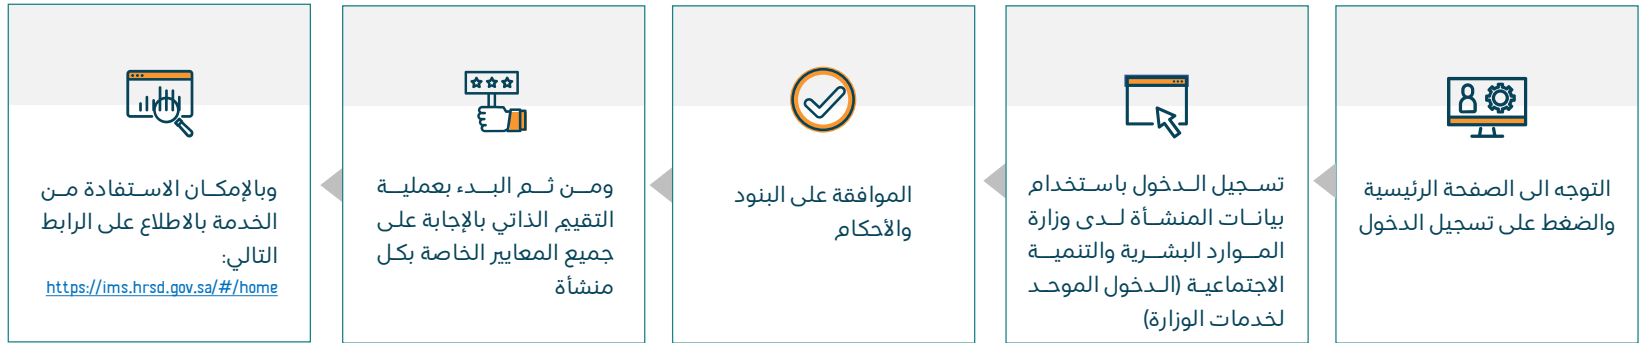 التوجه الى الصفحة الرئيسية
والضغط على تسجيل الدخول
تسجيل الدخول باستخدام
بيانات المنشأة لدى وزارة
الموارد البشرية والتنمية
الاجتماعية (الدخول الموحد
لخدمات الوزارة)
الموافقة على البنود
والأحكام
ومن ثم البدء بعملية
التقييم الذاتي بالإجابة على
جميع المعايير الخاصة بكل
منشأة
وبالإمكان الاستفادة من
الخدمة بالاطلاع على الرابط
التالي:
https://ims.hrsd.gov.sa/#/home